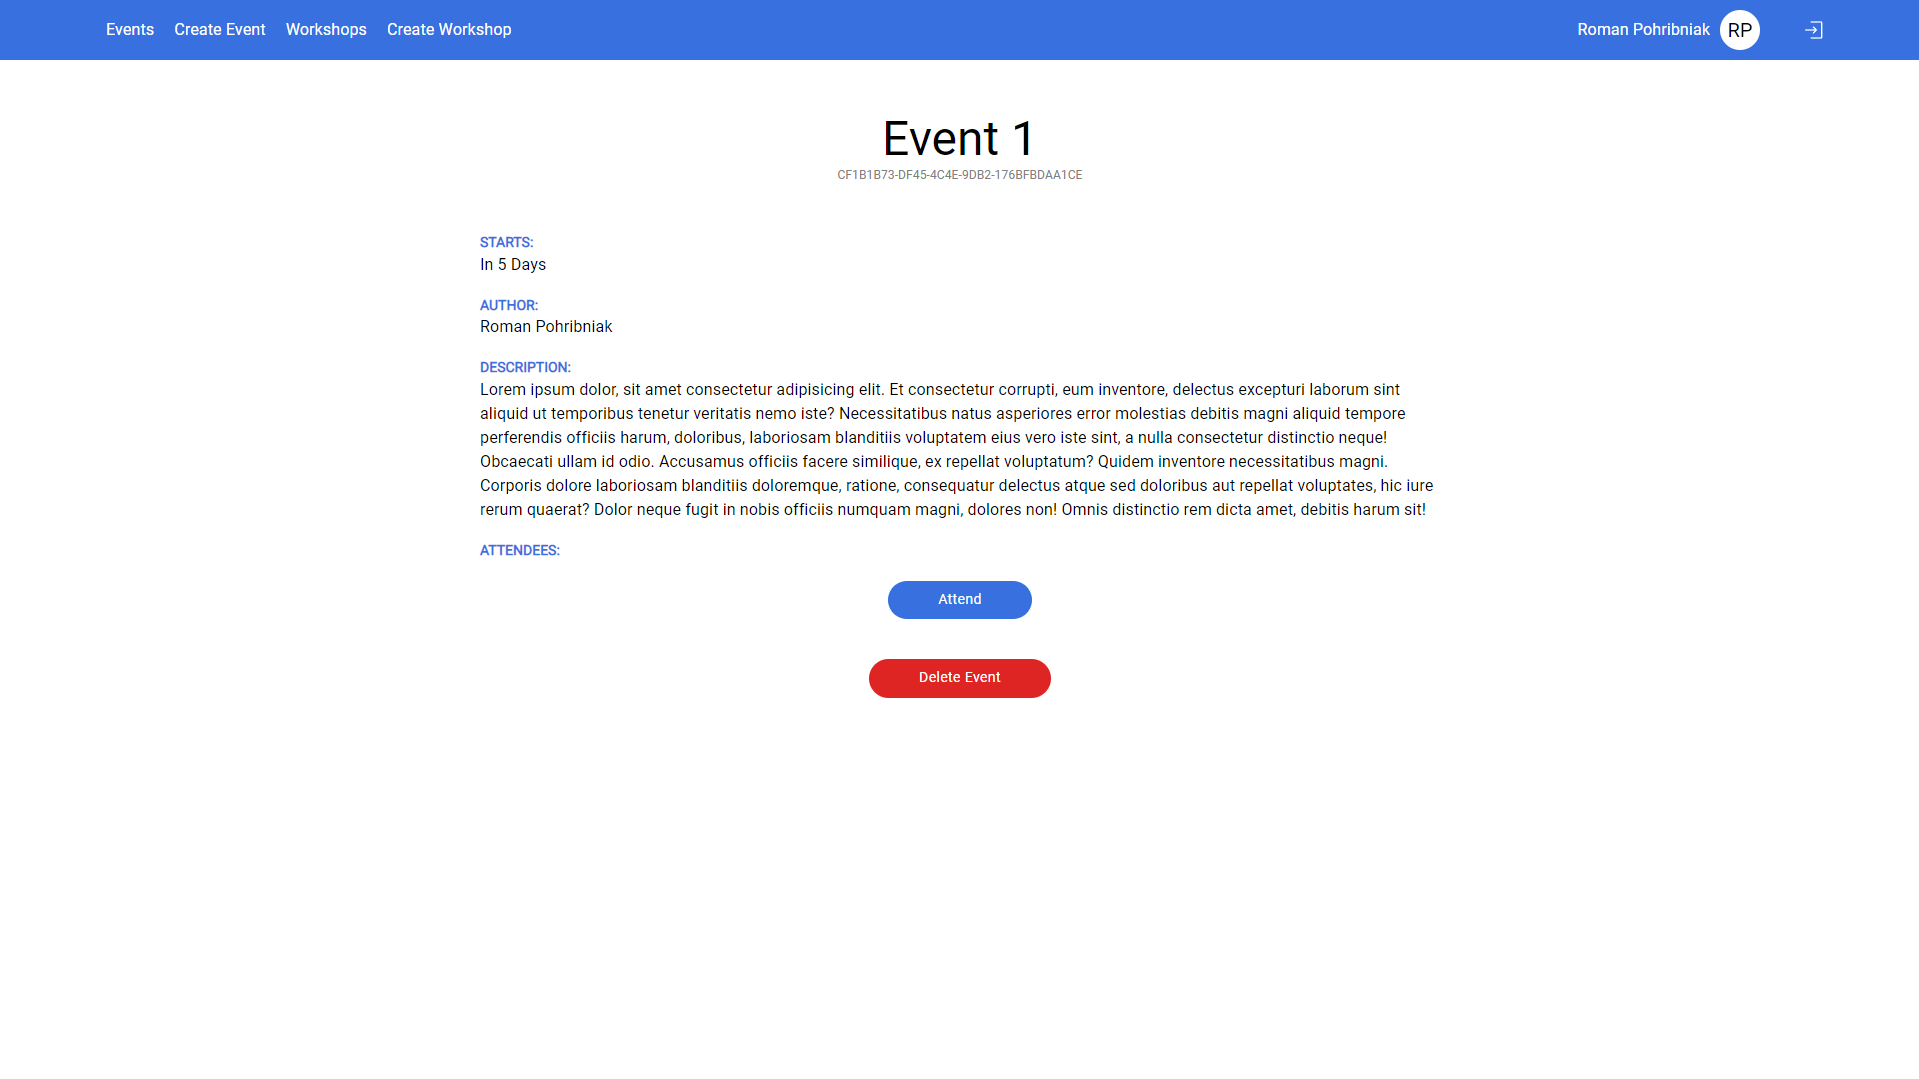 Events Create Event Workshops Create Workshop Roman Pohribniak RP
Event 1
CF1B1B73-DF45-4C4E-9DB2-176BFBDAA1CE
STARTS:
In 5 Days
AUTHOR:
Roman Pohribniak
DESCRIPTION:
Lorem ipsum dolor, sit amet consectetur adipisicing elit. Et consectetur corrupti, eum inventore, delectus excepturi laborum sint
aliquid ut temporibus tenetur veritatis nemo iste? Necessitatibus natus asperiores error molestias debitis magni aliquid tempore
perferendis officiis harum, doloribus, laboriosam blanditiis voluptatem eius vero iste sint, a nulla consectetur distinctio neque!
Obcaecati ullam id odio. Accusamus officiis facere similique, ex repellat voluptatum? Quidem inventore necessitatibus magni.
Corporis dolore laboriosam blanditiis doloremque, ratione, consequatur delectus atque sed doloribus aut repellat voluptates, hic iure
rerum quaerat? Dolor neque fugit in nobis officiis numquam magni, dolores non! Omnis distinctio rem dicta amet, debitis harum sit!
ATTENDEES:
Attend
Delete Event